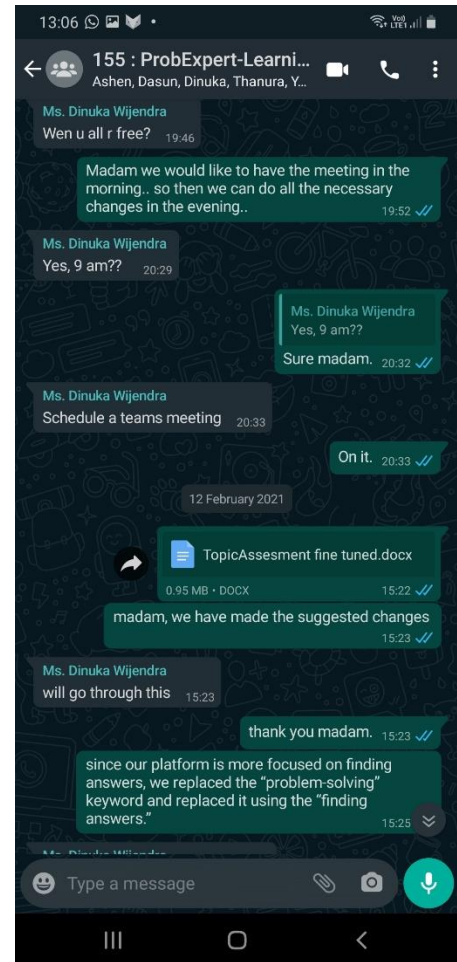 13:06
155 : ProbExpert-Learni...
Ashen, Dasun, Dinuka, Thanura, Y...
Ms. Dinuka Wijendra
Wen u all r free? 19:46
Madam we would like to have the meeting in the
morning.. so then we can do all the necessary
changes in the evening..
19:52
Ms. Dinuka Wijendra
Yes, 9 am?? 20:29
Ms. Dinuka Wijendra
Yes, 9 am??
Sure madam. 20:32
Ms. Dinuka Wijendra
Schedule a teams meeting 20:33
On it. 20:33
12 February 2021
TopicAssesment fine tuned.docx
0.95 MB • DOCX 15:22
madam, we have made the suggested changes
15:23
Ms. Dinuka Wijendra
will go through this 15:23
thank you madam. 15:23
since our platform is more focused on finding
answers, we replaced the “problem-solving”
keyword and replaced it using the “finding
answers.”
15:25
Ms. Dinuka Wijendra
Type a message